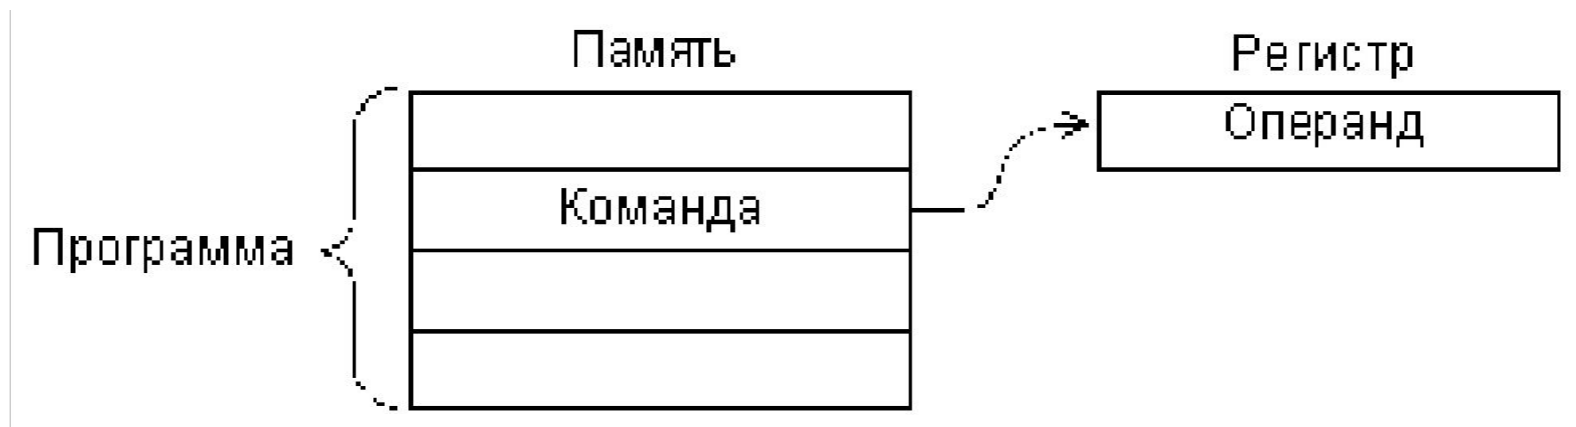 Память
Регистр
Операнд
Команда
Программа